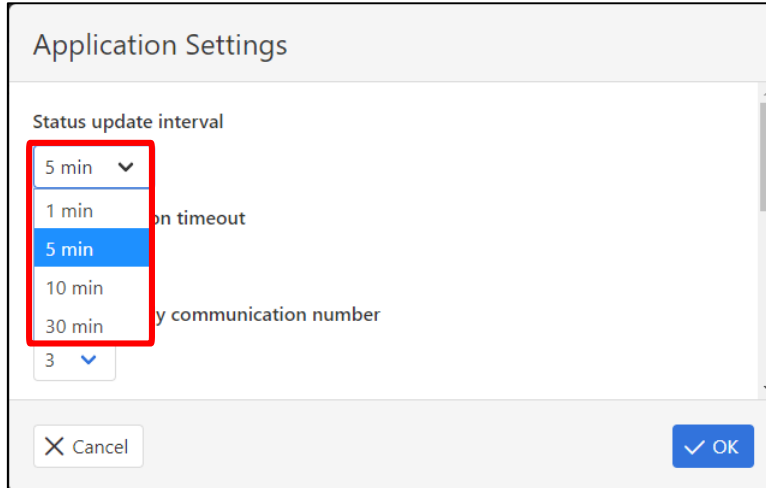 Application Settings
Status update interval
5 min
1 min
on timeout
5 min
10 min
y communication number
30 min
3
Cancel
OK